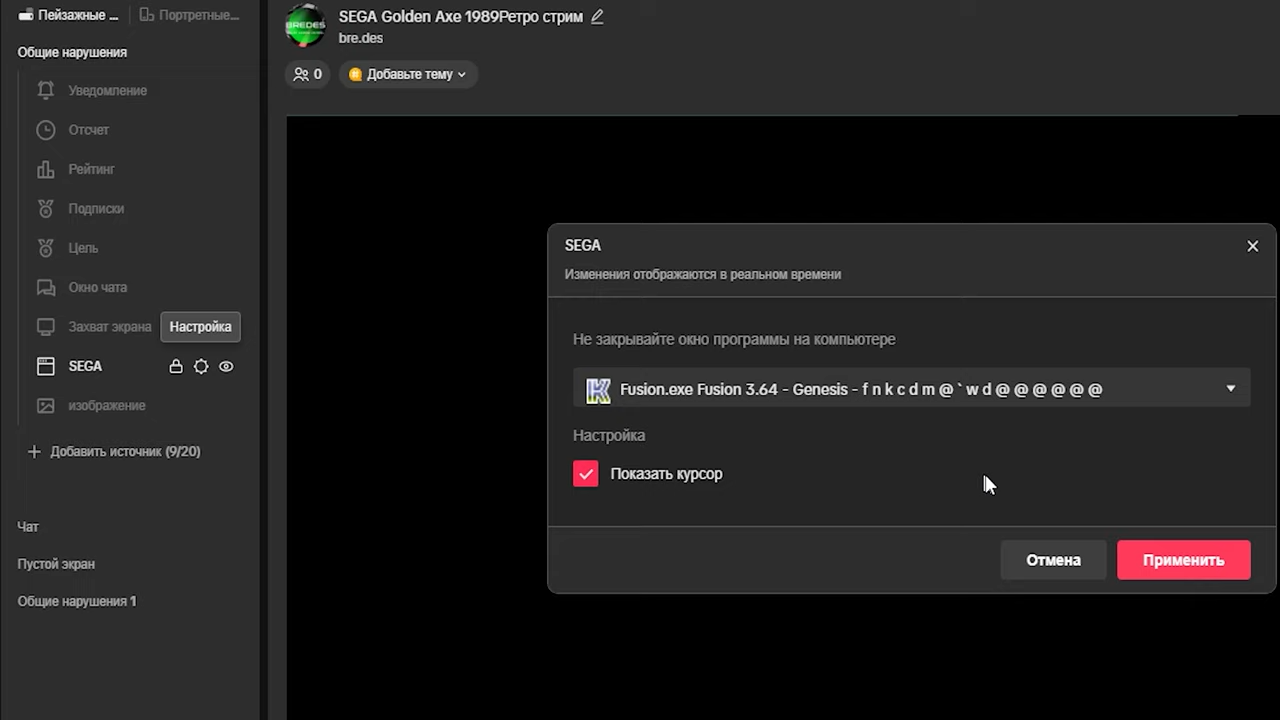 Пейзажные ...
Портретные...
Общие нарушения
Уведомление
Отсчет
Рейтинг
Подписки
Цель
Окно чата
Захват экрана
Настройка
SEGA
изображение
Добавить источник (9/20)
Чат
Пустой экран
Общие нарушения 1
BREDES
SEGA Golden Axe 1989Ретро стрим
bre.des
0
Добавьте тему
SEGA
Изменения отображаются в реальном времени
Не закрывайте окно программы на компьютере
Fusion.exe Fusion 3.64 - Genesis - f n k c d m @ ` w d @ @ @ @ @ @
Настройка
Показать курсор
Отмена
Применить